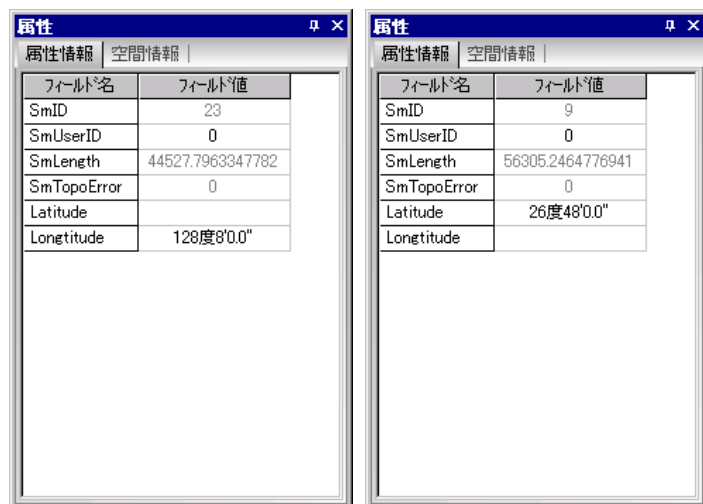 属性
属性情報 空間情報
フィールド名 フィールド値
SmID 23
SmUserID 0
SmLength 44527.7963347782
SmTopoError 0
Latitude
Longtitude 128度8'0.0"
属性
属性情報 空間情報
フィールド名 フィールド値
SmID 9
SmUserID 0
SmLength 56305.2464776941
SmTopoError 0
Latitude 26度48'0.0"
Longtitude